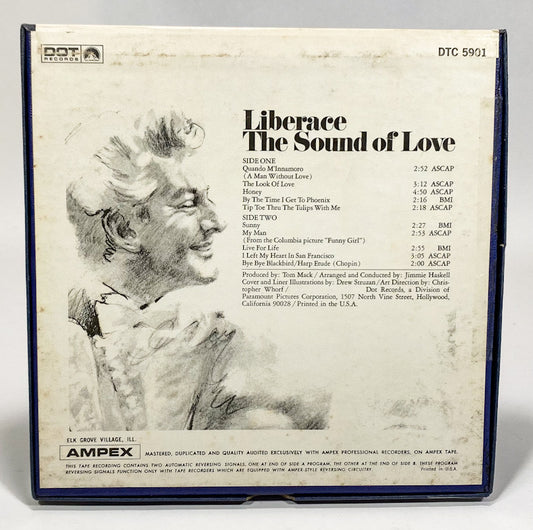 DOT
RECORDS
DTC 5901
Liberace
The Sound of Love
SIDE ONE
Quando M'Innamoro 2:52 ASCAP
(A Man Without Love)
The Look Of Love 3:12 ASCAP
Honey 4:50 ASCAP
By The Time I Get To Phoenix 2:16 BMI
Tip Toe Thru The Tulips With Me 2:18 ASCAP
SIDE TWO
Sunny 2:27 BMI
My Man 2:53 ASCAP
(From the Columbia picture "Funny Girl")
Live For Life 2:55 BMI
I Left My Heart In San Francisco 3:05 ASCAP
Bye Bye Blackbird/Harp Etude (Chopin) 2:00 ASCAP
Produced by: Tom Mack / Arranged and Conducted by: Jimmie Haskell
Cover and Liner Illustrations by: Drew Struzan/Art Direction by: Chris-
topher Whorf / Dot Records, a Division of
Paramount Pictures Corporation, 1507 North Vine Street, Hollywood,
California 90028 / Printed in the U.S.A.
ELK GROVE VILLAGE, ILL.
AMPEX MASTERED, DUPLICATED AND QUALITY AUDITED EXCLUSIVELY WITH AMPEX PROFESSIONAL RECORDERS, ON AMPEX TAPE.
THIS TAPE RECORDING CONTAINS TWO AUTOMATIC REVERSING SIGNALS, ONE AT END OF SIDE A PROGRAM, THE OTHER AT THE END OF SIDE B. THESE PROGRAM
REVERSING SIGNALS FUNCTION ONLY WITH TAPE RECORDERS WHICH ARE EQUIPPED WITH AMPEX-STYLE REVERSING CIRCUITRY. Printed in U.S.A.